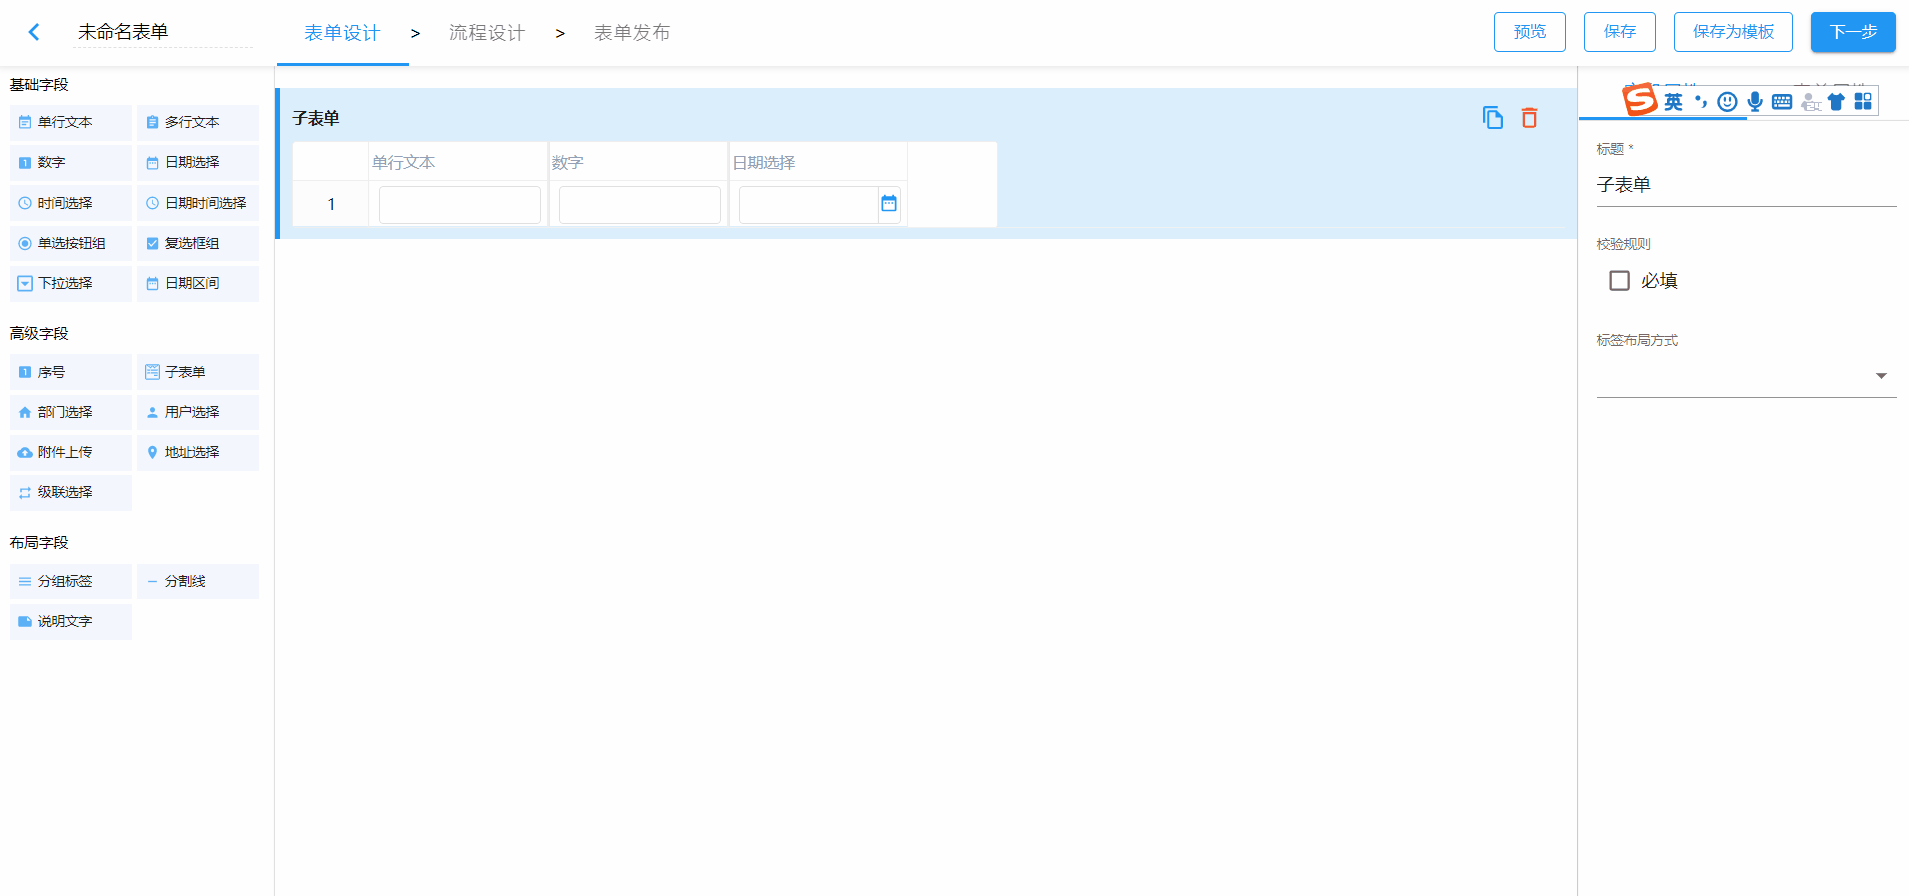 未命名表单
表单设计 > 流程设计 > 表单发布
预览 保存 保存为模板 下一步
基础字段
单行文本 多行文本
数字 日期选择
时间选择 日期时间选择
单选按钮组 复选框组
下拉选择 日期区间
高级字段
序号 子表单
部门选择 用户选择
附件上传 地址选择
级联选择
布局字段
分组标签 分割线
说明文字
子表单
单行文本 数字 日期选择
1
英
标题 *
子表单
校验规则
必填
标签布局方式